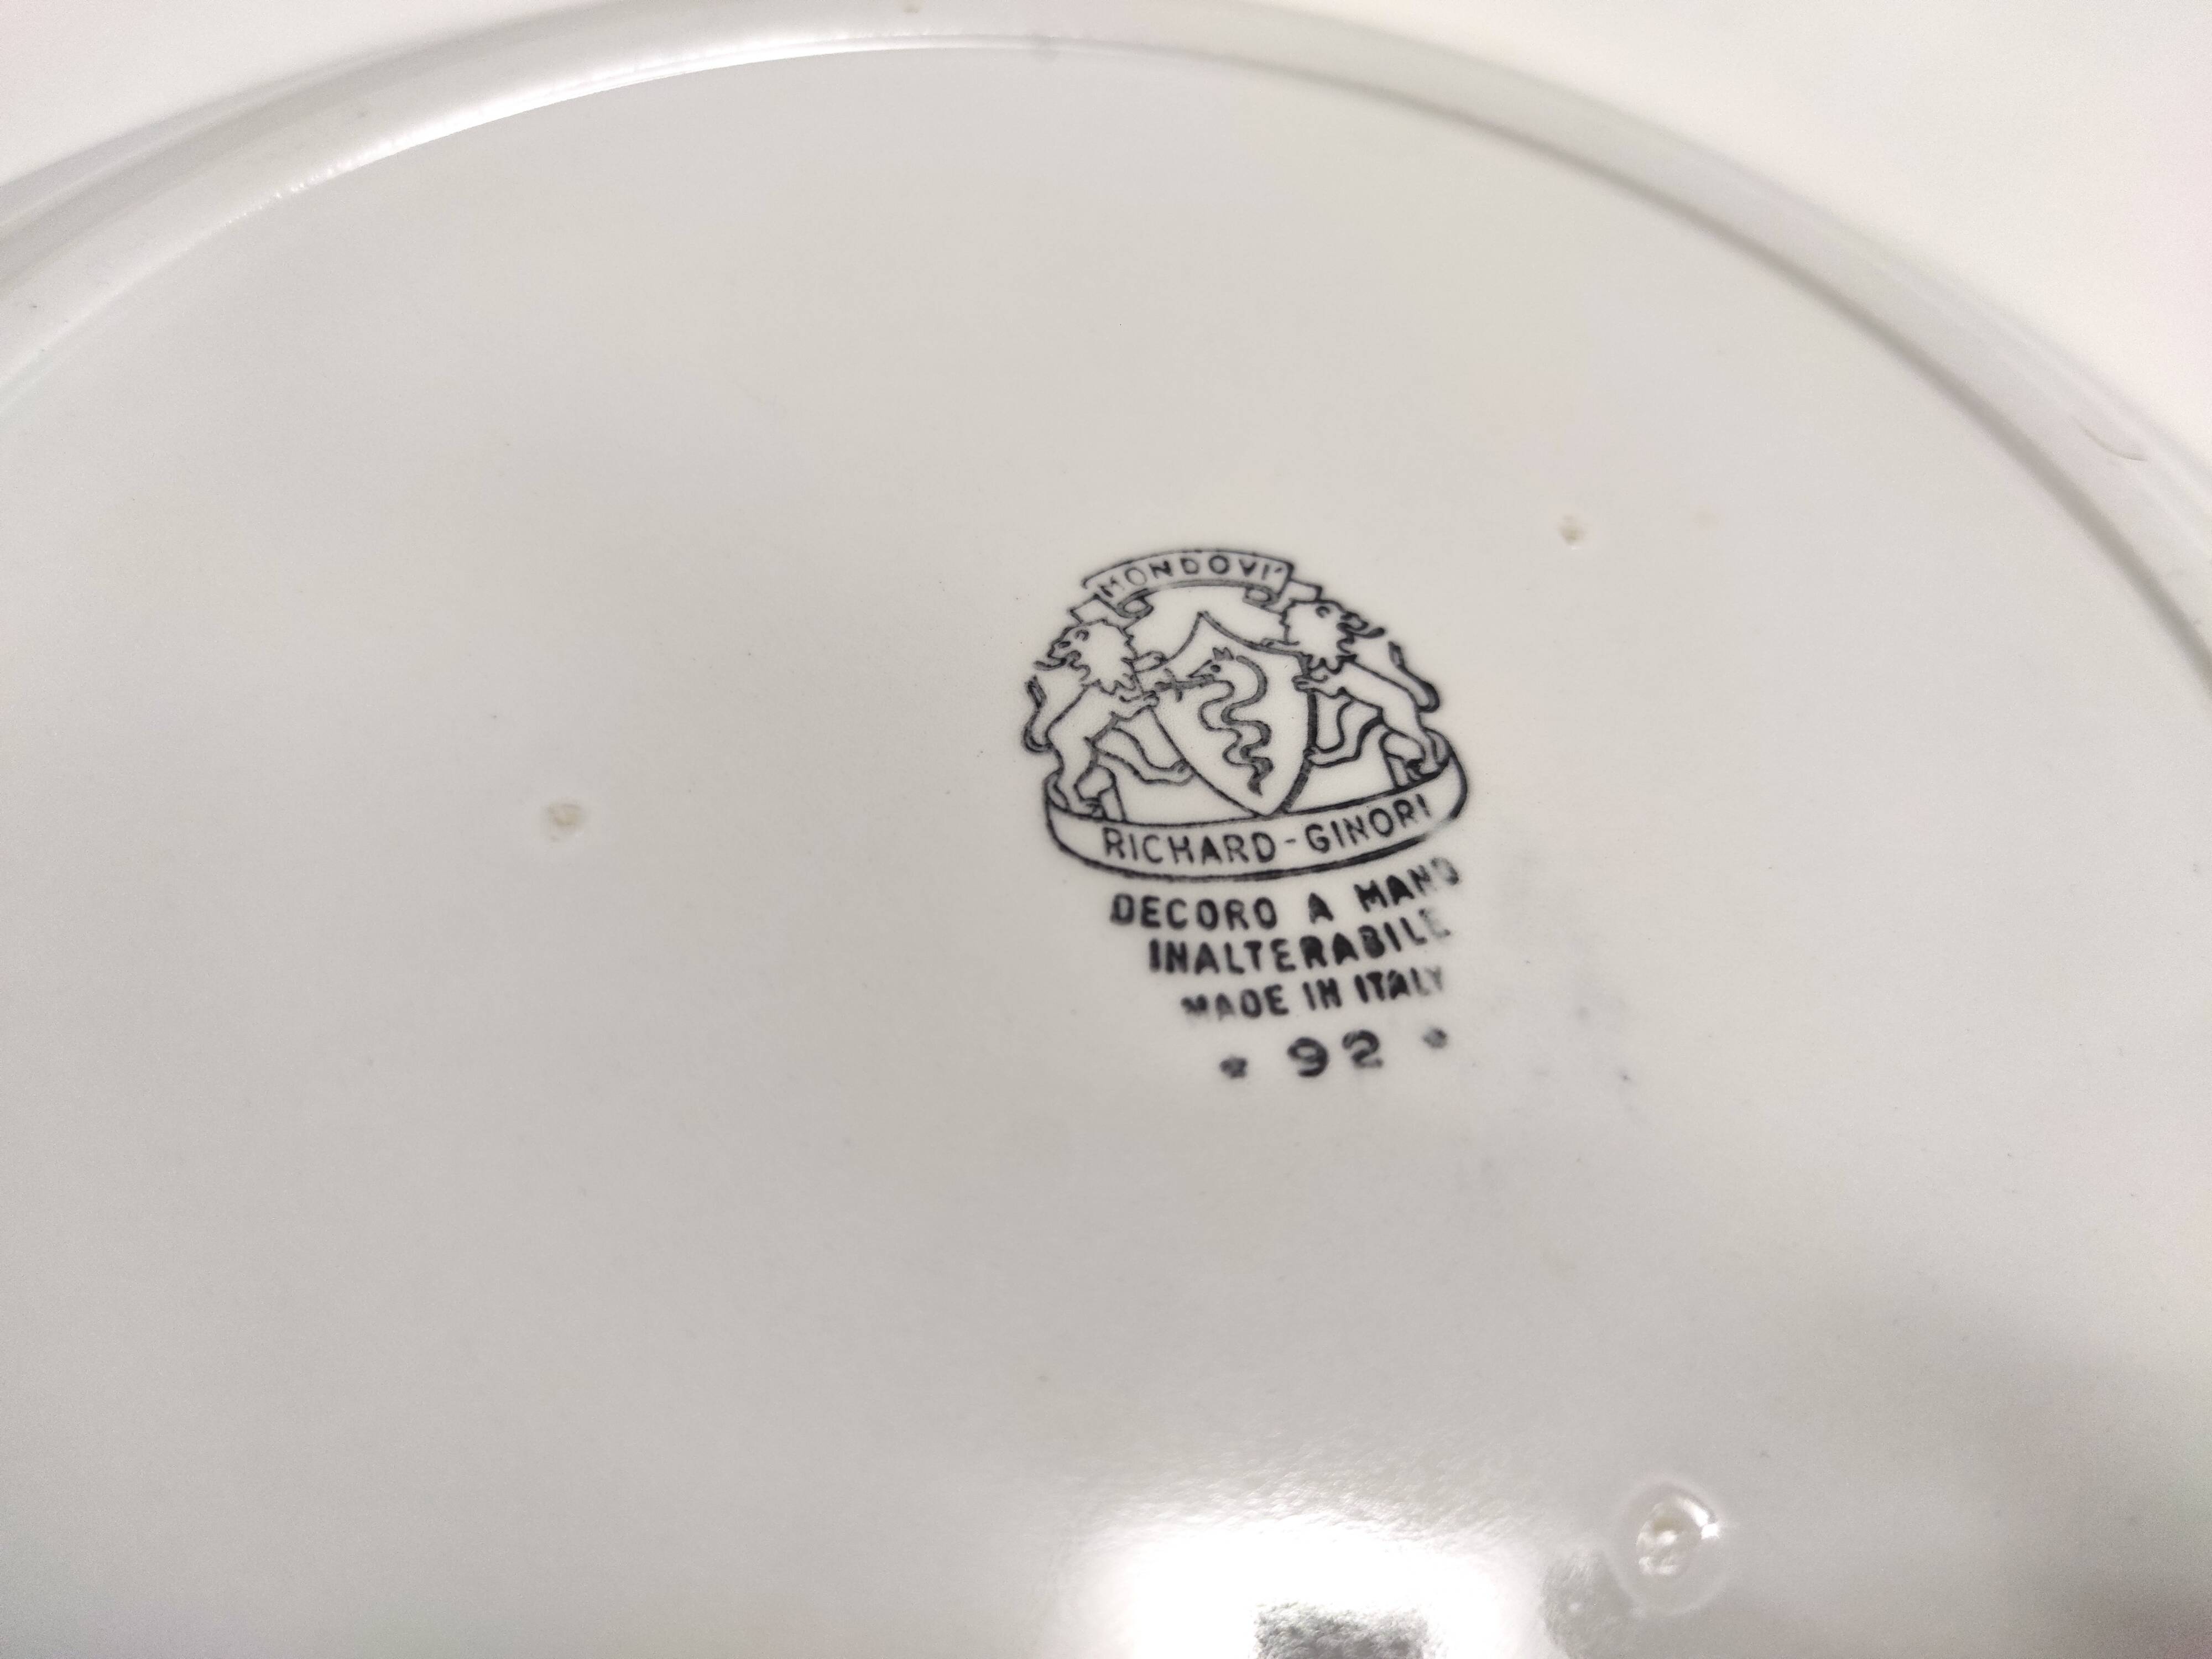 MONDOVI'
RICHARD-GINORI
DECORO A MANO
INALTERABILE
MADE IN ITALY
• 92 •